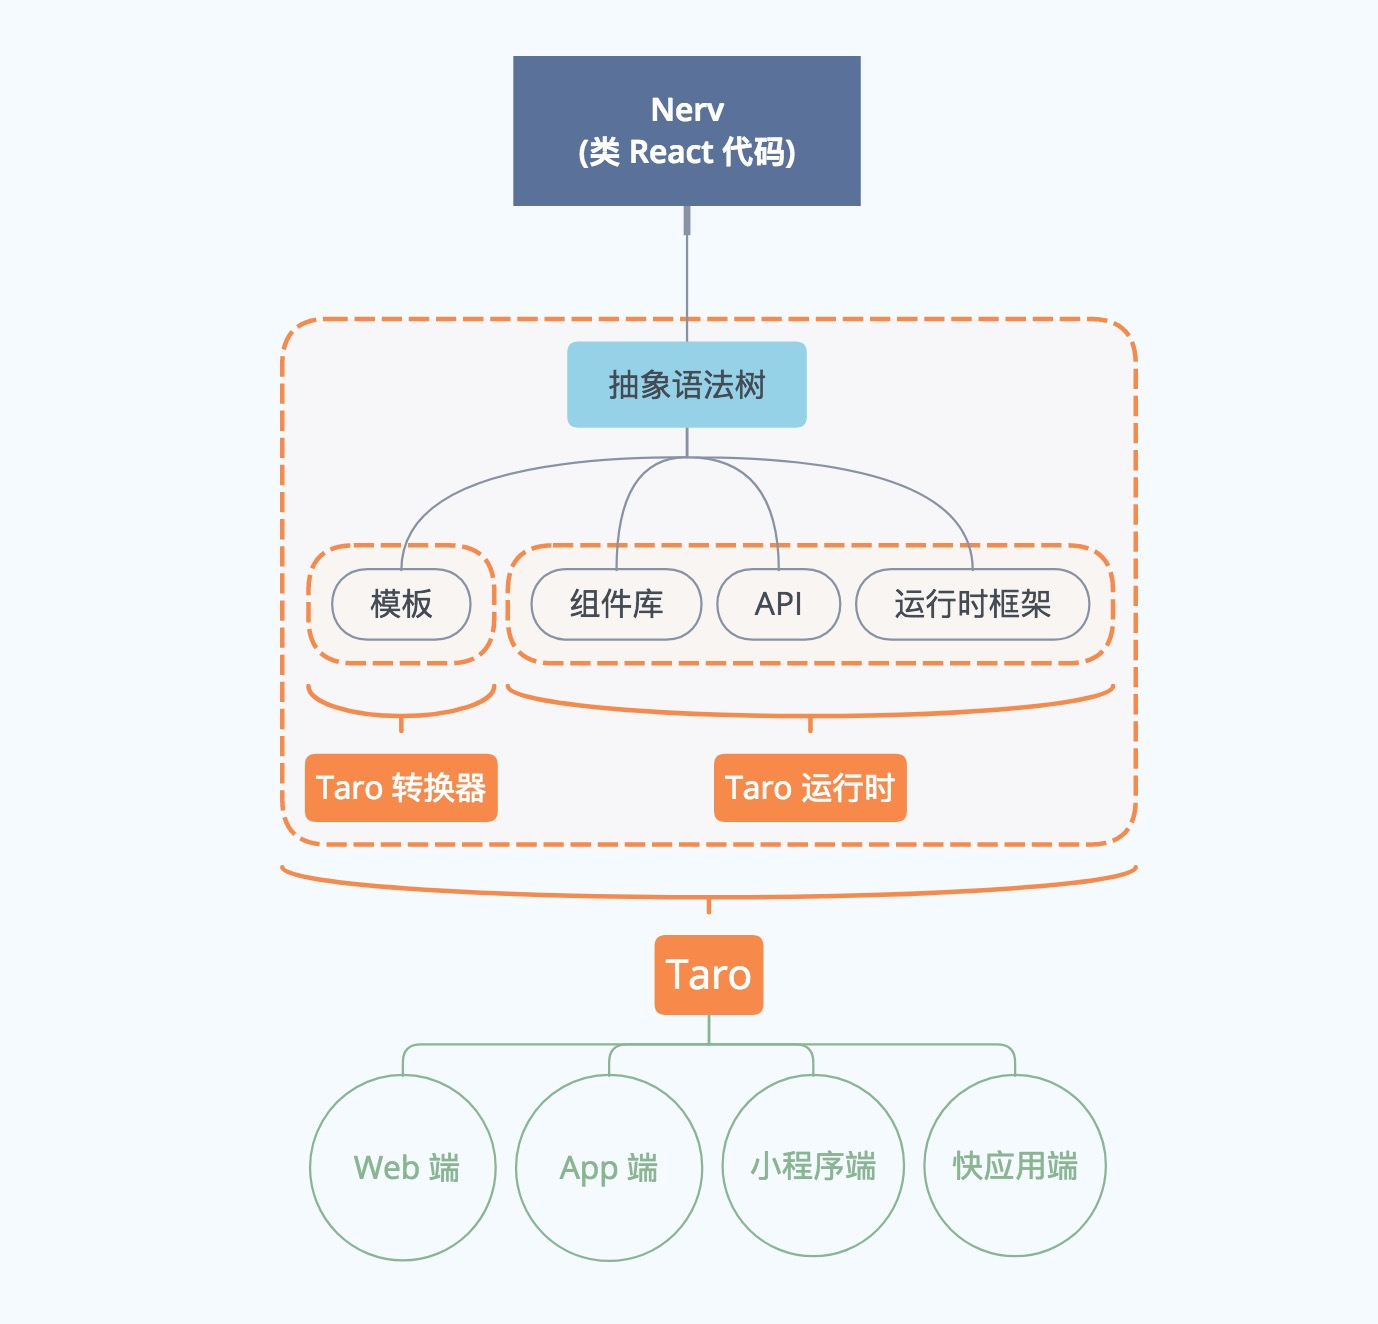 Nerv
(类 React 代码)
抽象语法树
模板
组件库
API
运行时框架
Taro 转换器
Taro 运行时
Taro
Web 端
App 端
小程序端
快应用端